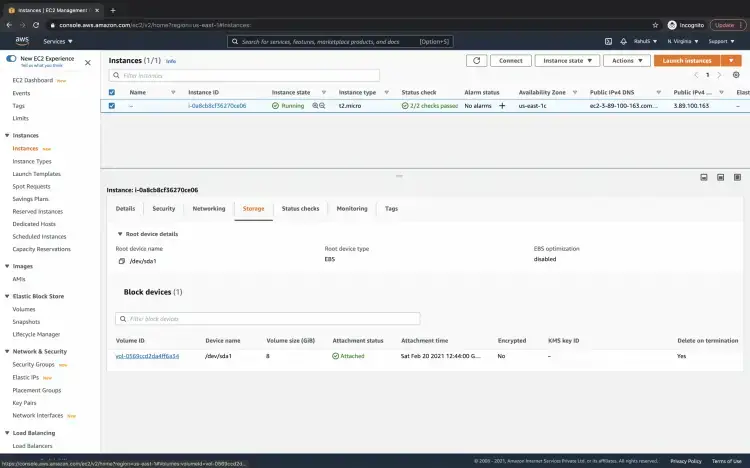 Instances | EC2 Management
console.aws.amazon.com/ec2/v2/home?region=us-east-1#Instances:
Incognito
Update
aws
Services
Search for services, features, marketplace products, and docs
[Option+S]
RahulS
N. Virginia
Support
New EC2 Experience
Tell us what you think
EC2 Dashboard New
Events
Tags
Limits
Instances
Instances New
Instance Types
Launch Templates
Spot Requests
Savings Plans
Reserved Instances
Dedicated Hosts
Scheduled Instances
Capacity Reservations
Images
AMIs
Elastic Block Store
Volumes
Snapshots
Lifecycle Manager
Network & Security
Security Groups New
Elastic IPs New
Placement Groups
Key Pairs
Network Interfaces New
Load Balancing
Load Balancers
Instances (1/1) Info
Connect
Instance state
Actions
Launch instances
Filter instances
1
Name Instance ID Instance state Instance type Status check Alarm status Availability Zone Public IPv4 DNS Public IPv4 ... Elast
– i-0a8cb8cf36270ce06 Running t2.micro 2/2 checks passed No alarms + us-east-1c ec2-3-89-100-163.com... 3.89.100.163 –
Instance: i-0a8cb8cf36270ce06
Details Security Networking Storage Status checks Monitoring Tags
Root device details
Root device name Root device type EBS optimization
/dev/sda1 EBS disabled
Block devices (1)
Filter block devices
Volume ID Device name Volume size (GiB) Attachment status Attachment time Encrypted KMS key ID Delete on termination
vol-0569ccd2da4ff6a34 /dev/sda1 8 Attached Sat Feb 20 2021 12:44:00 G... No – Yes
https://console.aws.amazon.com/ec2/v2/home?region=us-east-1#Volumes:volumeId=vol-0569ccd2d...
© 2008 - 2021, Amazon Internet Services Private Ltd. or its affiliates. All rights reserved.
Privacy Policy
Terms of Use